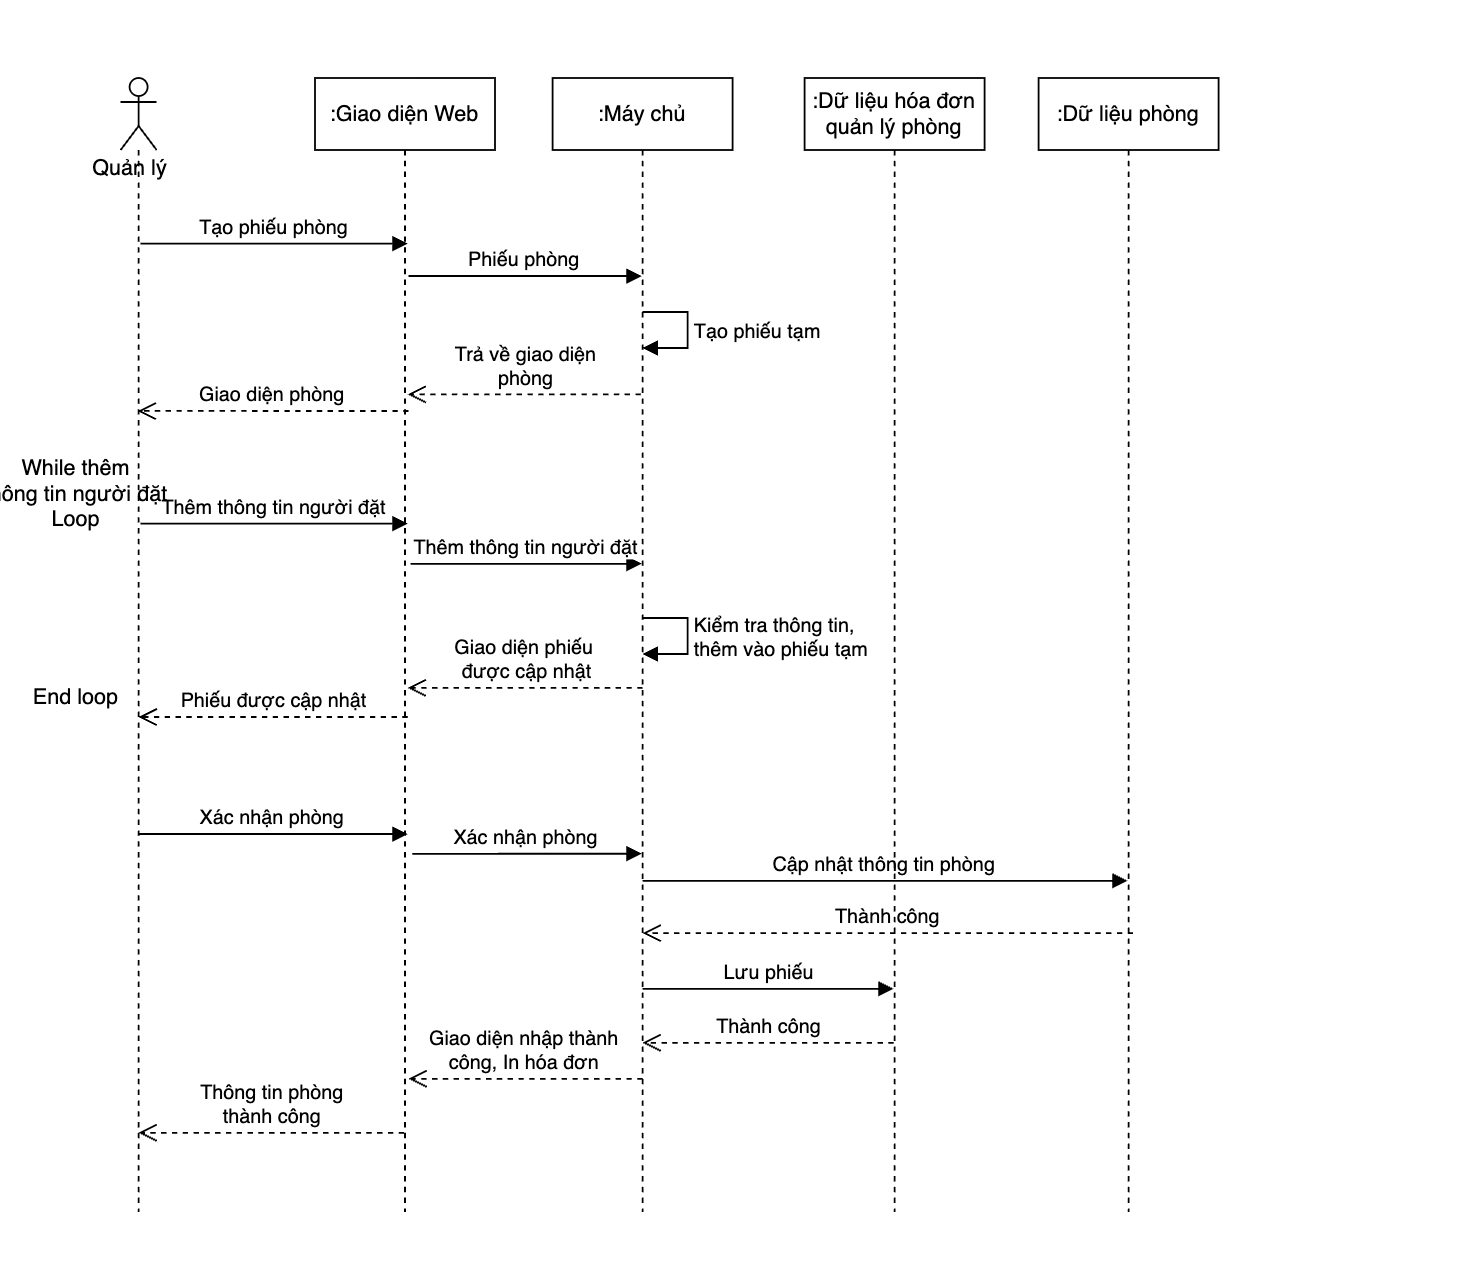 :Giao diện Web
:Máy chủ
:Dữ liệu hóa đơn
quản lý phòng
:Dữ liệu phòng
Quản lý
Tạo phiếu phòng
Phiếu phòng
Tạo phiếu tạm
Trả về giao diện
phòng
Giao diện phòng
While thêm
tin người đặt
Loop
Thêm thông tin người đặt
Thêm thông tin người đặt
Kiểm tra thông tin,
thêm vào phiếu tạm
Giao diện phiếu
được cập nhật
End loop
Phiếu được cập nhật
Xác nhận phòng
Xác nhận phòng
Cập nhật thông tin phòng
Thành công
Lưu phiếu
Thành công
Giao diện nhập thành
công, In hóa đơn
Thông tin phòng
thành công